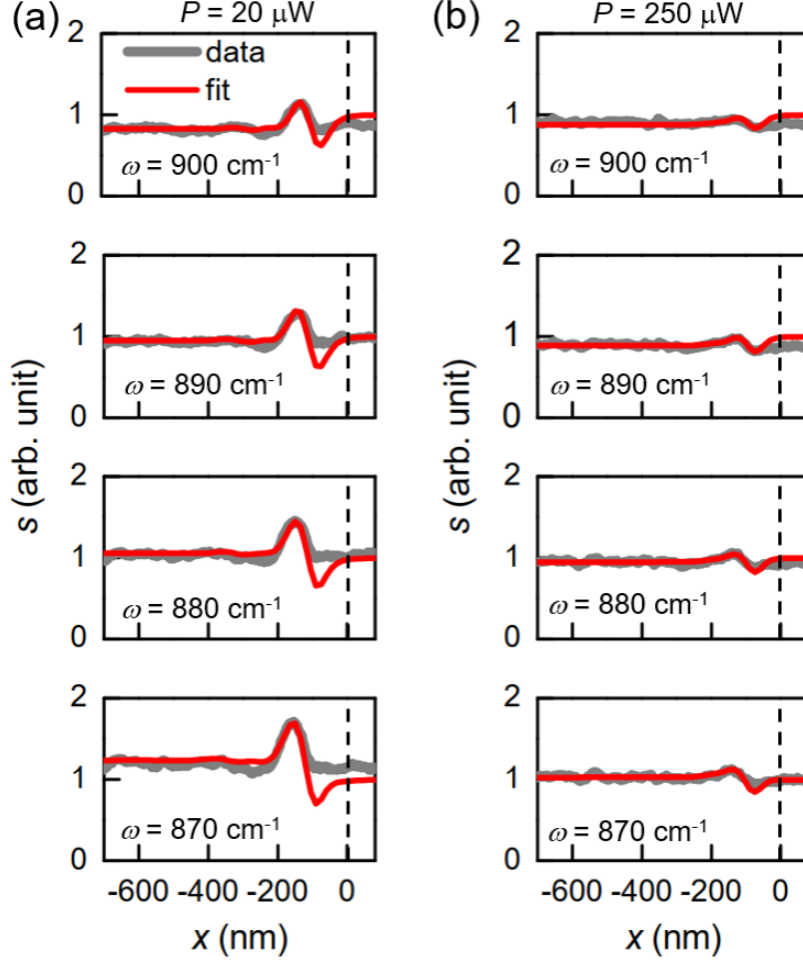 (a) P = 20 μW
2
1
0
data
fit
ω = 900 cm-1
2
1
0
ω = 890 cm-1
2
1
0
ω = 880 cm-1
2
1
0
ω = 870 cm-1
-600 -400 -200 0
x (nm)
s (arb. unit)
(b) P = 250 μW
2
1
0
ω = 900 cm-1
2
1
0
ω = 890 cm-1
2
1
0
ω = 880 cm-1
2
1
0
ω = 870 cm-1
-600 -400 -200 0
x (nm)
s (arb. unit)